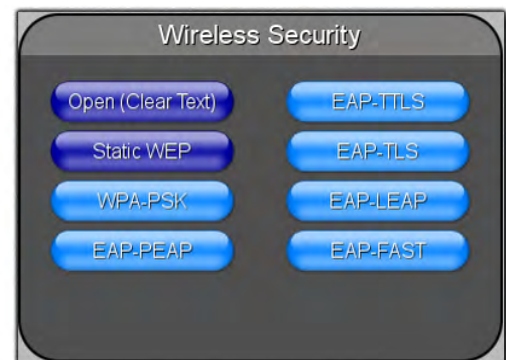 Wireless Security
Open (Clear Text)
Static WEP
WPA-PSK
EAP-PEAP
EAP-TTLS
EAP-TLS
EAP-LEAP
EAP-FAST